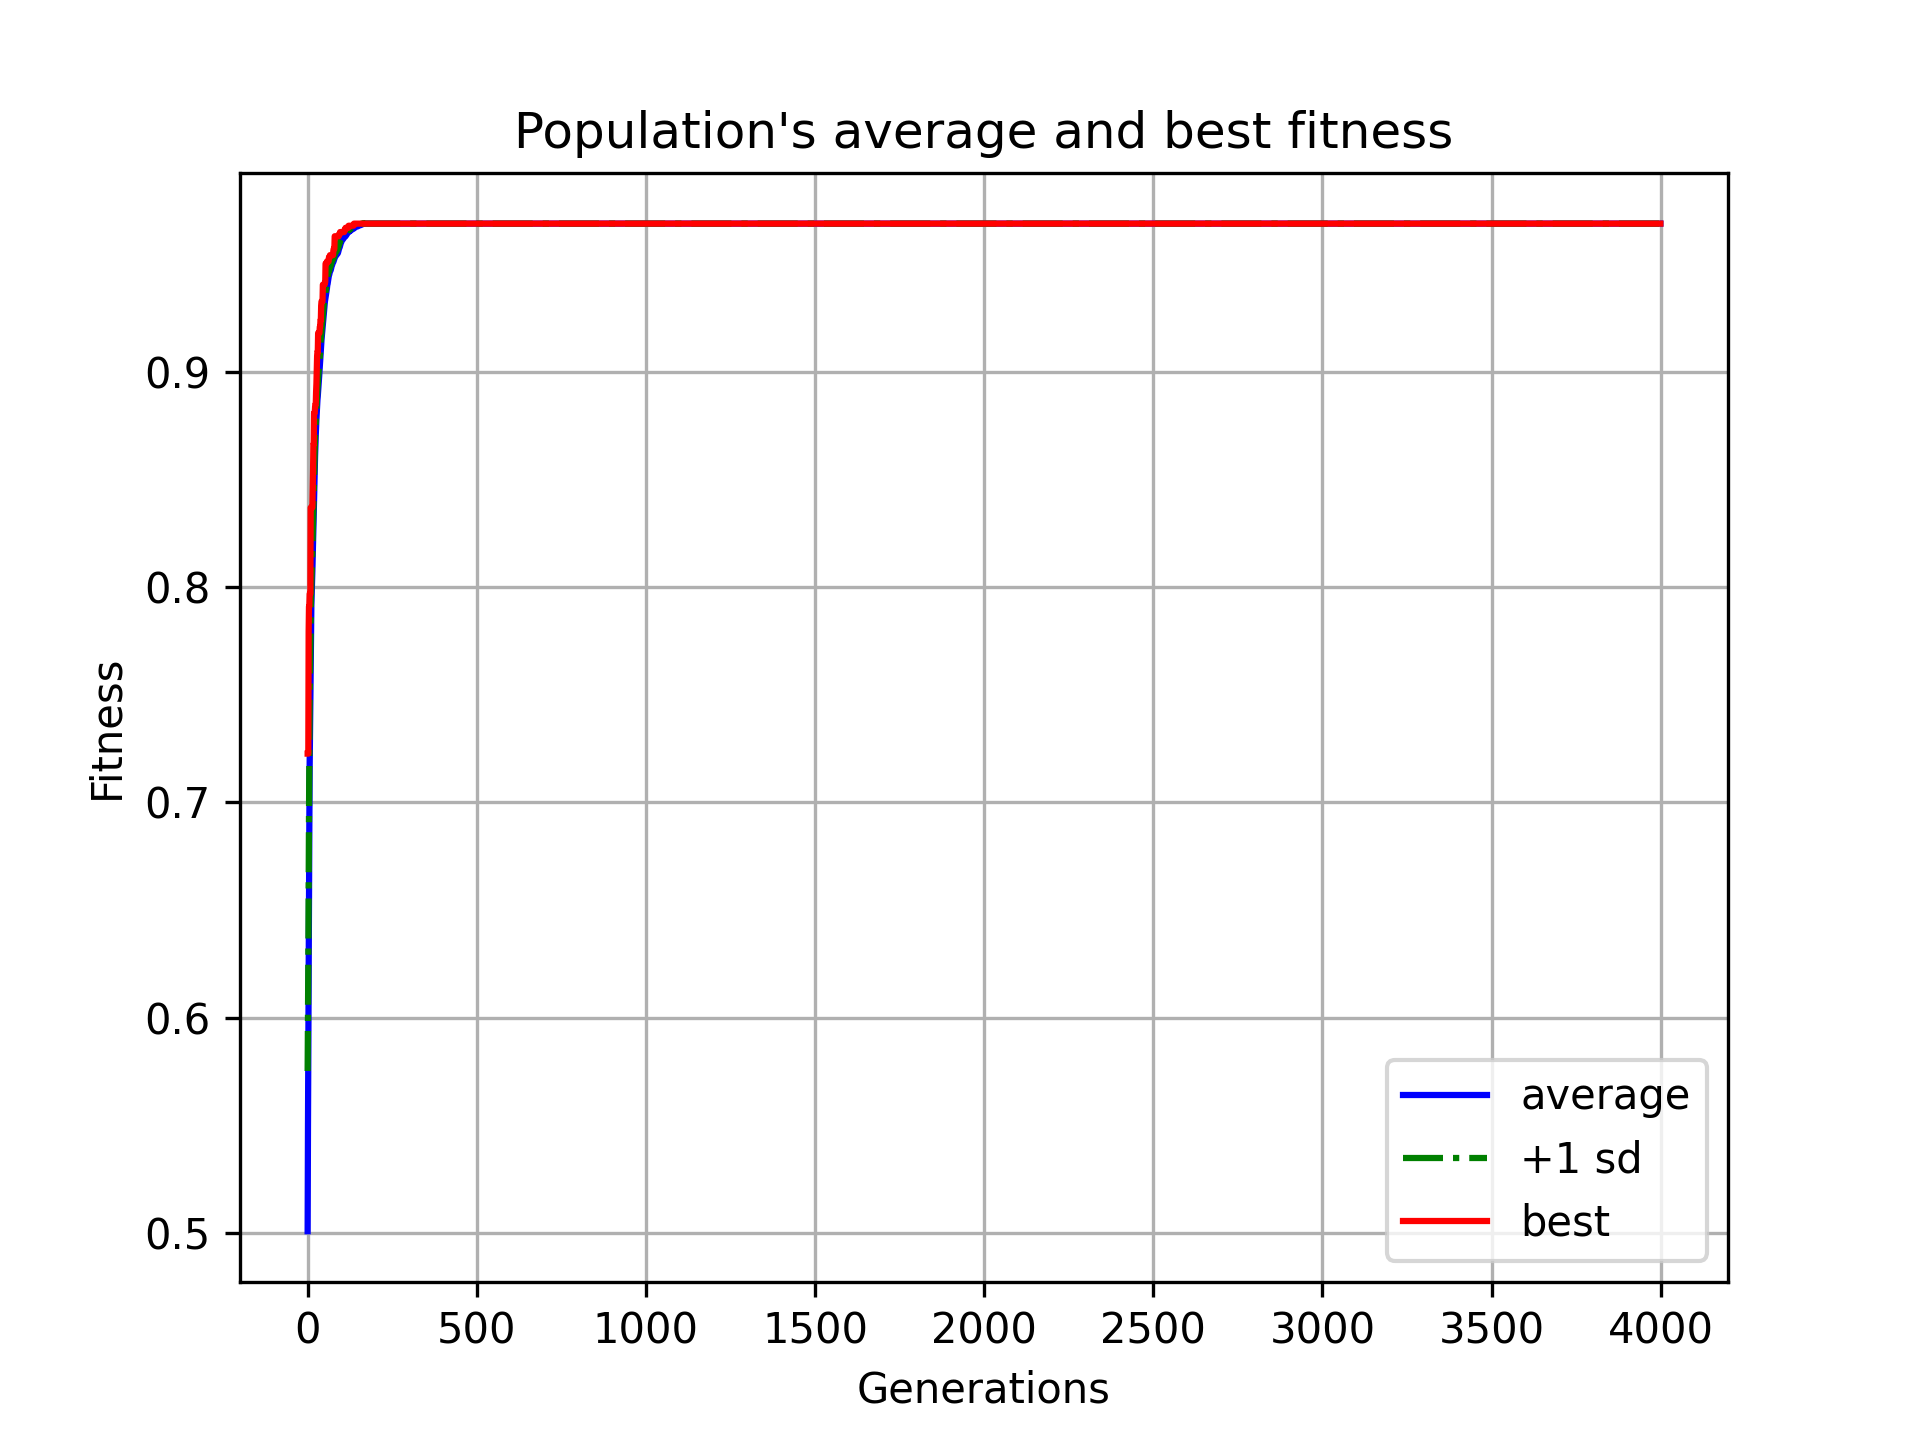 Population's average and best fitness
Fitness
0.9
0.8
0.7
0.6
0.5
0 500 1000 1500 2000 2500 3000 3500 4000
Generations
average
+1 sd
best